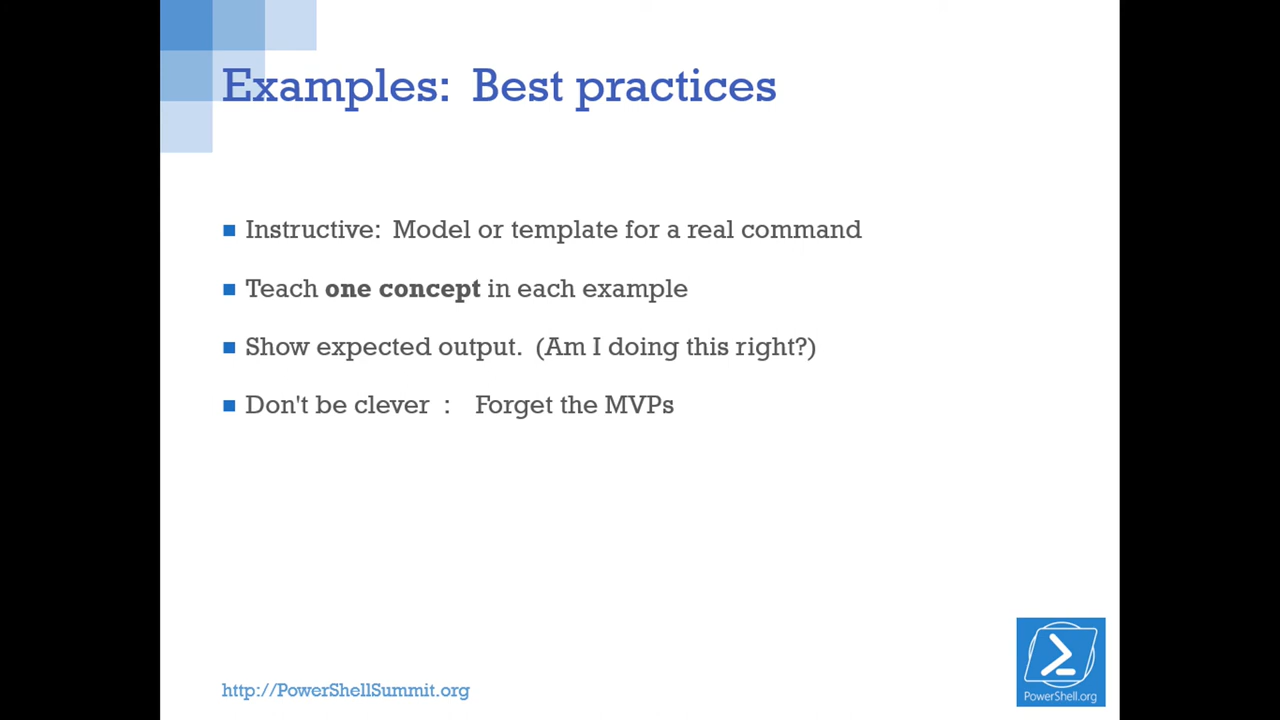 Examples:  Best practices
Instructive:  Model or template for a real command
Teach one concept in each example
Show expected output.  (Am I doing this right?)
Don't be clever  :   Forget the MVPs
http://PowerShellSummit.org
PowerShell.org